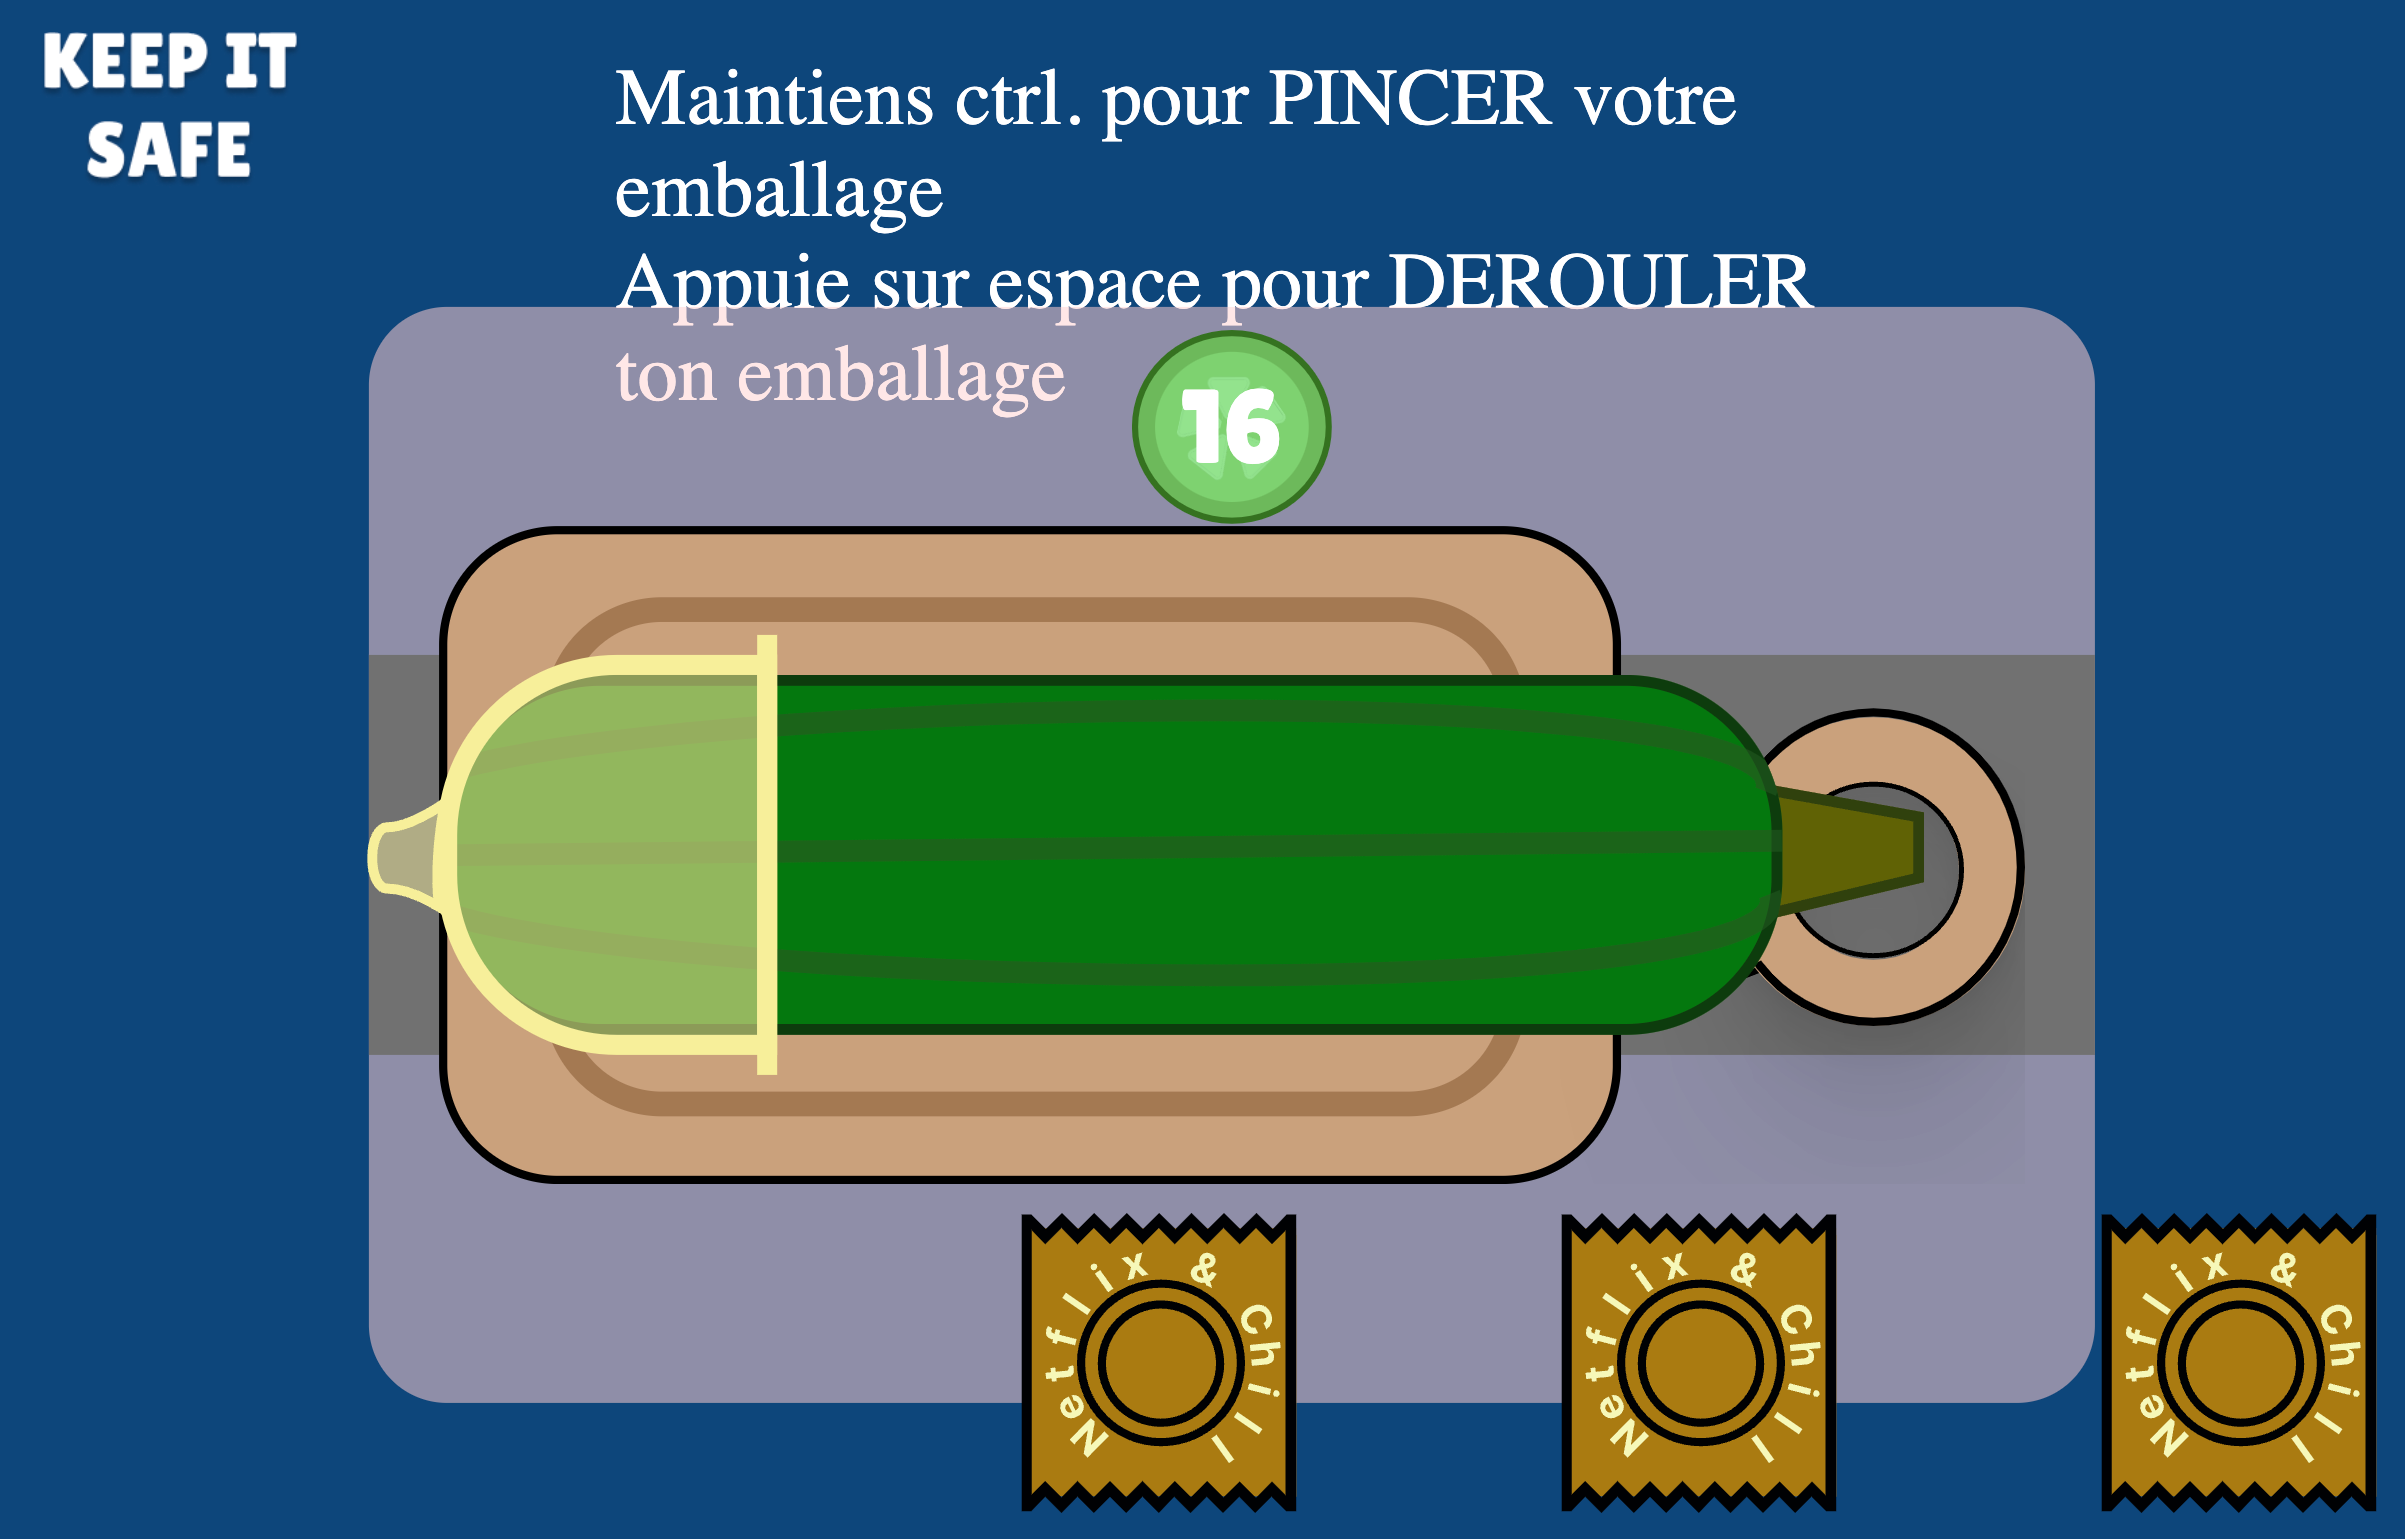 KEEP IT
SAFE
Maintiens ctrl. pour PINCER votre
emballage
Appuie sur espace pour DEROULER
ton emballage
16
Netflix & Chill
Netflix & Chill
Netflix & Chill